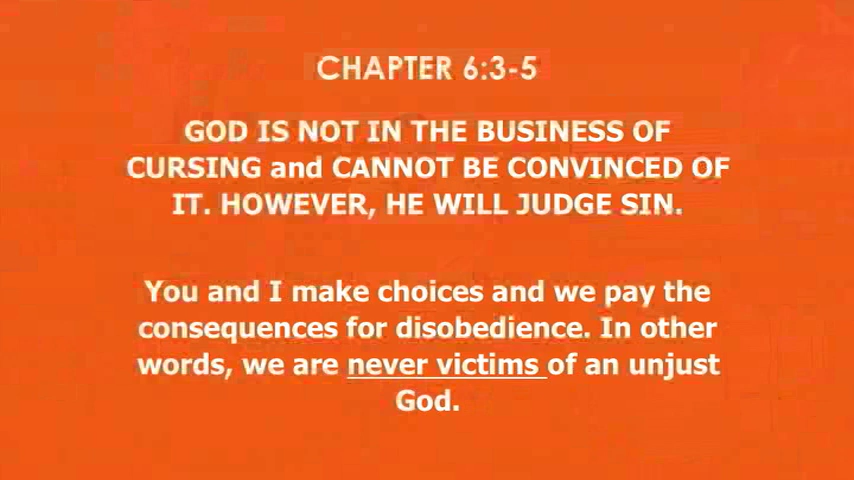 CHAPTER 6:3-5
GOD IS NOT IN THE BUSINESS OF
CURSING and CANNOT BE CONVINCED OF
IT. HOWEVER, HE WILL JUDGE SIN.
You and I make choices and we pay the
consequences for disobedience. In other
words, we are never victims of an unjust
God.